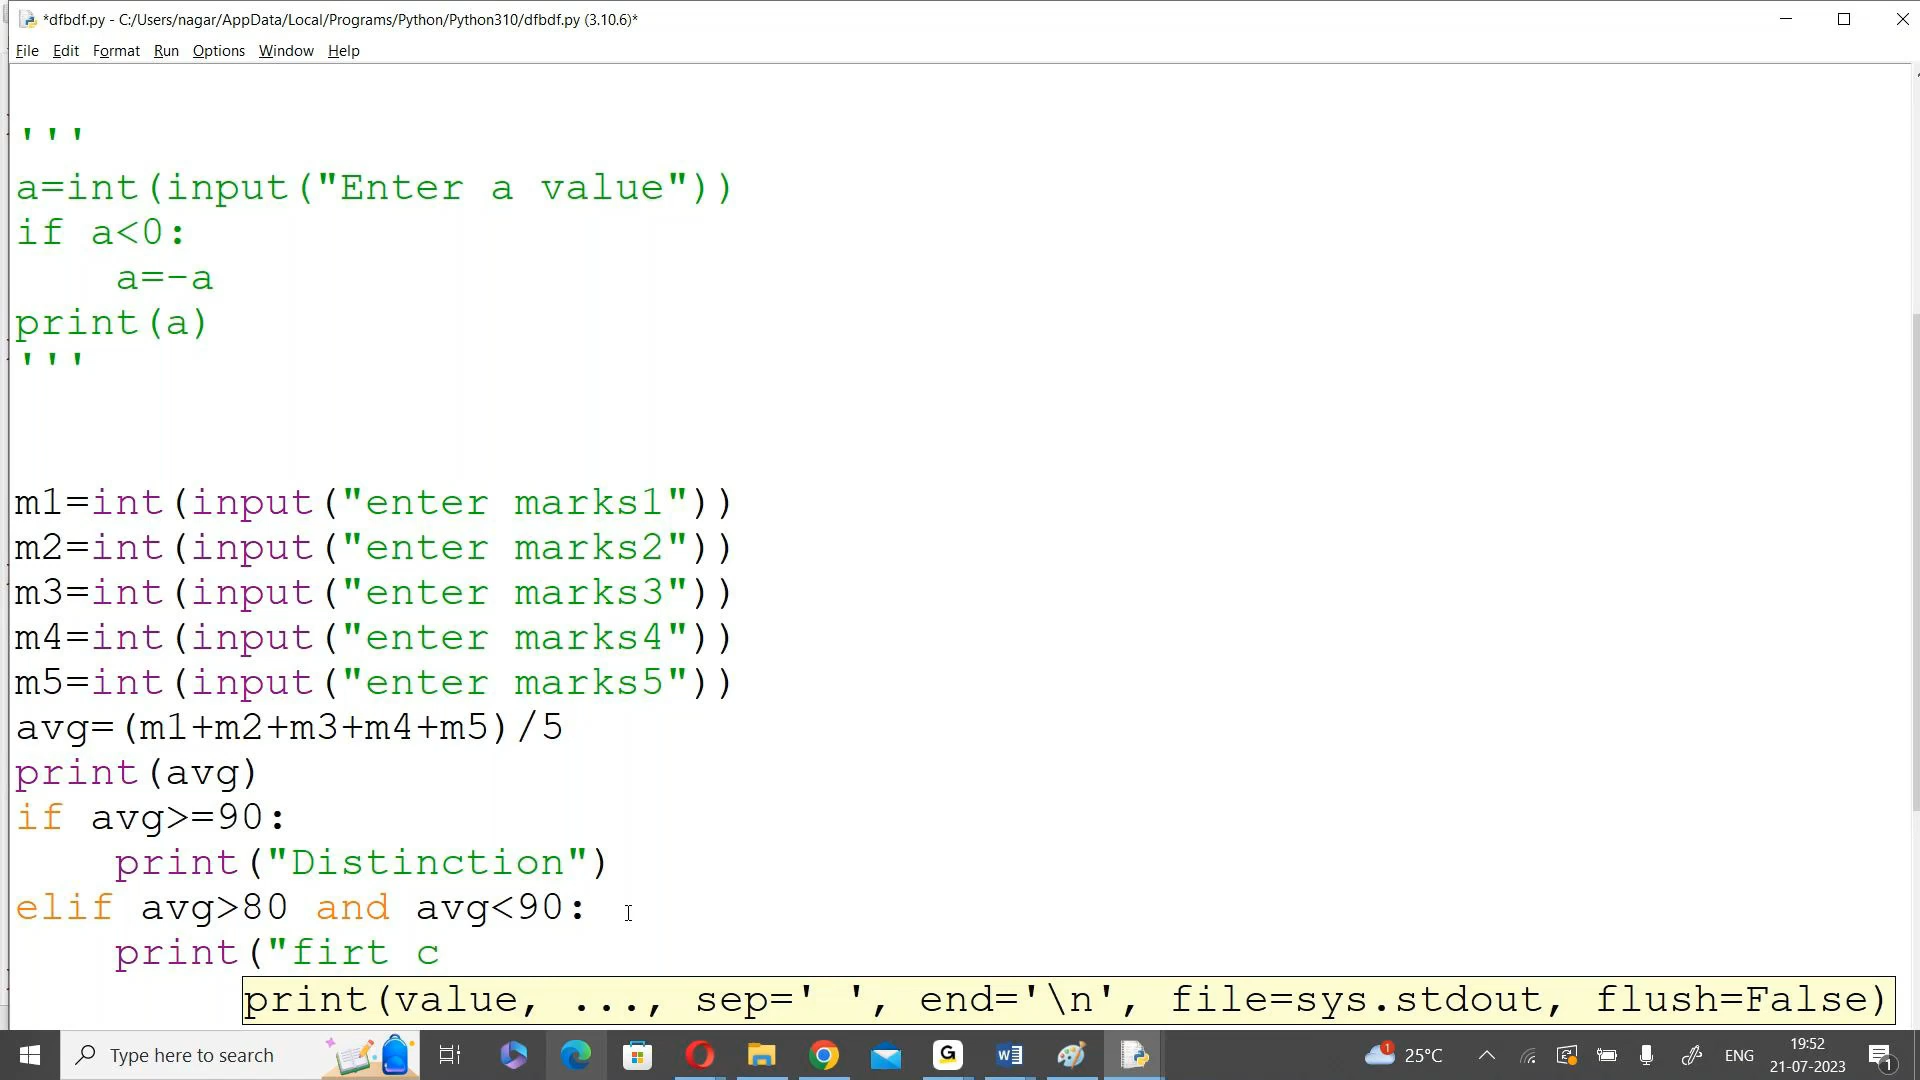 *dfbdf.py - C:/Users/nagar/AppData/Local/Programs/Python/Python310/dfbdf.py (3.10.6)*
File Edit Format Run Options Window Help
'''
a=int(input("Enter a value"))
if a<0:
    a=-a
print(a)
'''
m1=int(input("enter marks1"))
m2=int(input("enter marks2"))
m3=int(input("enter marks3"))
m4=int(input("enter marks4"))
m5=int(input("enter marks5"))
avg=(m1+m2+m3+m4+m5)/5
print(avg)
if avg>=90:
    print("Distinction")
elif avg>80 and avg<90:
    print("firt c
print(value, ..., sep=' ', end='\n', file=sys.stdout, flush=False)
Type here to search
G
W
1
25°C
ENG
19:52
21-07-2023
1